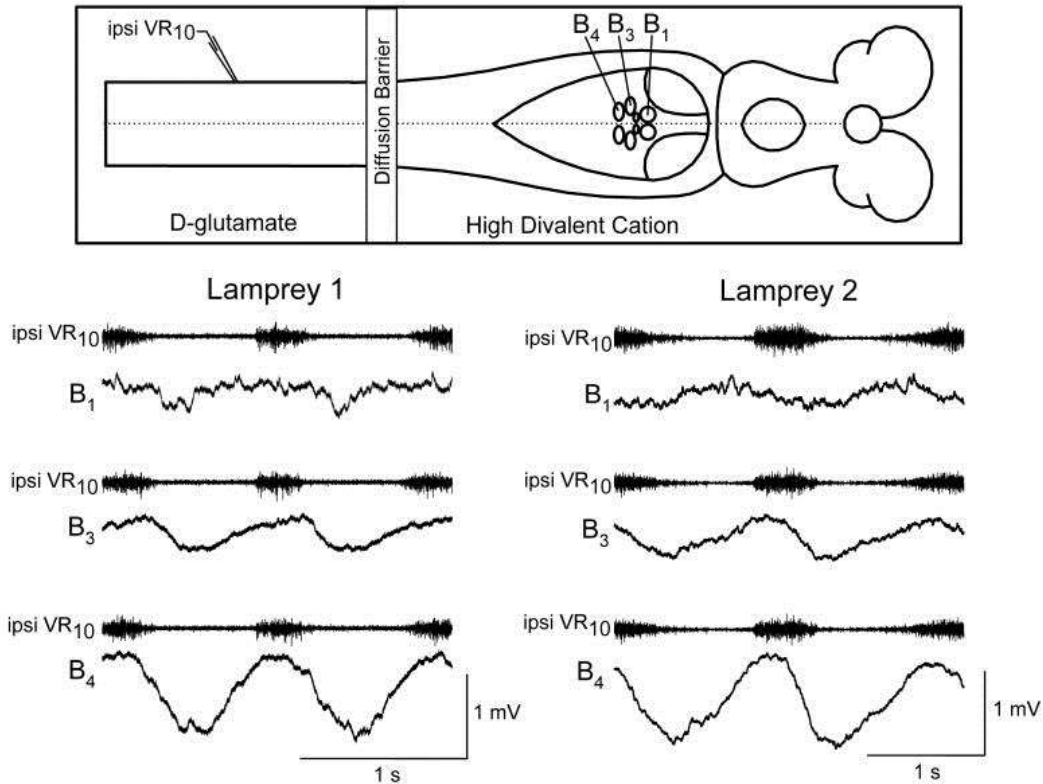 ipsi VR10
B4 B3 B1
Diffusion Barrier
D-glutamate
High Divalent Cation
Lamprey 1
ipsi VR10
B1
ipsi VR10
B3
ipsi VR10
B4
1 mV
1 s
Lamprey 2
ipsi VR10
B1
ipsi VR10
B3
ipsi VR10
B4
1 mV
1 s